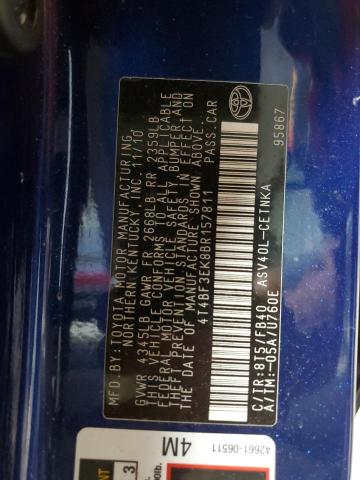 MFD.BY: TOYOTA MOTOR MANUFACTURING
NORTHERN KENTUCKY, INC. 11/10
GVWR 4345LB GAWR FR 2668LB RR 2359LB
THIS VEHICLE CONFORMS TO ALL APPLICABLE
FEDERAL MOTOR VEHICLE SAFETY, BUMPER AND
THEFT PREVENTION STANDARDS IN EFFECT ON
THE DATE OF MANUFACTURE SHOWN ABOVE.
4T4BF3EK8BR157811 PASS.CAR
C/TR:8T5/FB40 ASV40L-CETNKA
A/TM:-05A/U760E 95867
TOYOTA
4M
42661-06511
NT
3